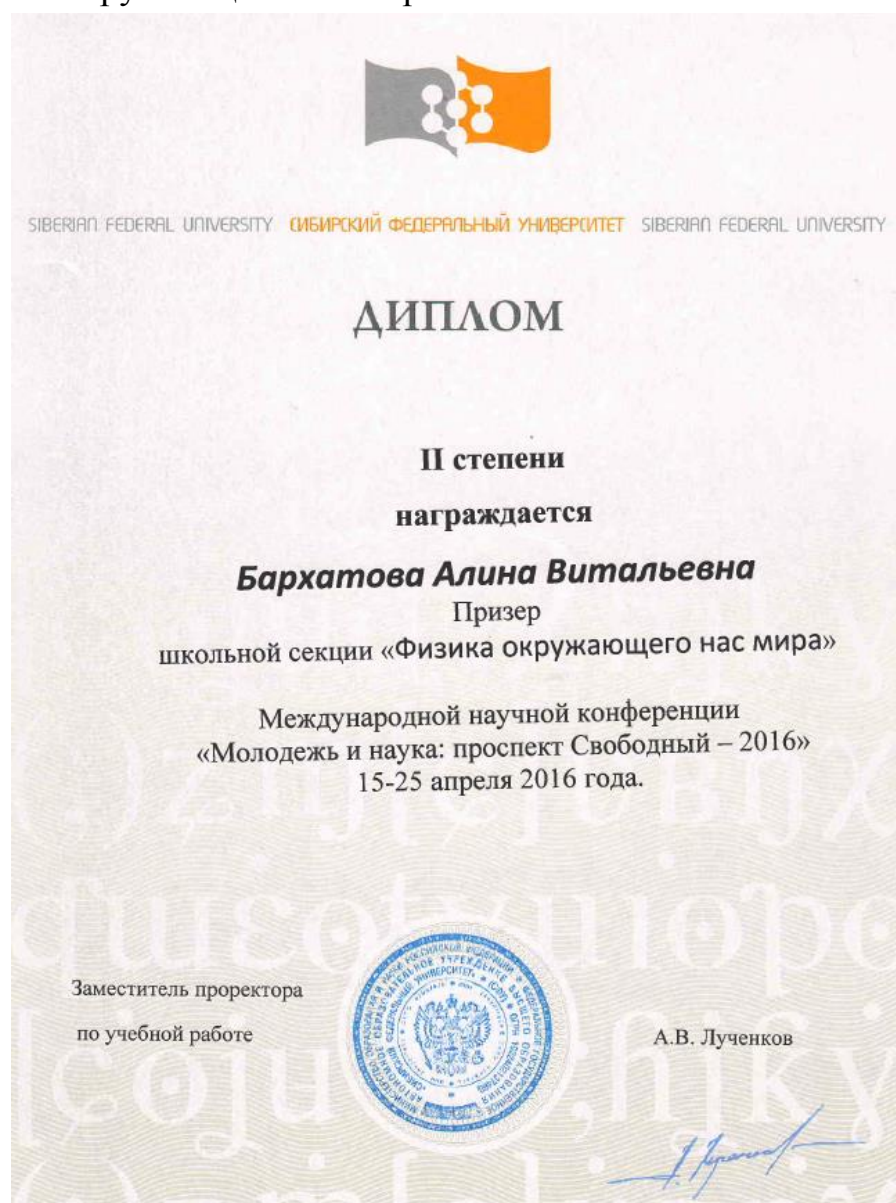 SIBERIAN FEDERAL UNIVERSITY СИБИРСКИЙ ФЕДЕРАЛЬНЫЙ УНИВЕРСИТЕТ SIBERIAN FEDERAL UNIVERSITY
ДИПЛОМ
II степени
награждается
Бархатова Алина Витальевна
Призер
школьной секции «Физика окружающего нас мира»
Международной научной конференции
«Молодежь и наука: проспект Свободный – 2016»
15-25 апреля 2016 года.
Заместитель проректора
по учебной работе
А.В. Лученков